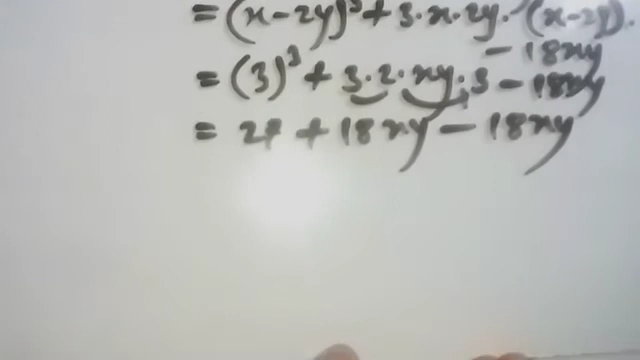 = (x-2y)³ + 3·x·2y·(x-2y)
- 18xy
= (3)³ + 3·2·xy·3 - 18xy
= 27 + 18xy - 18xy